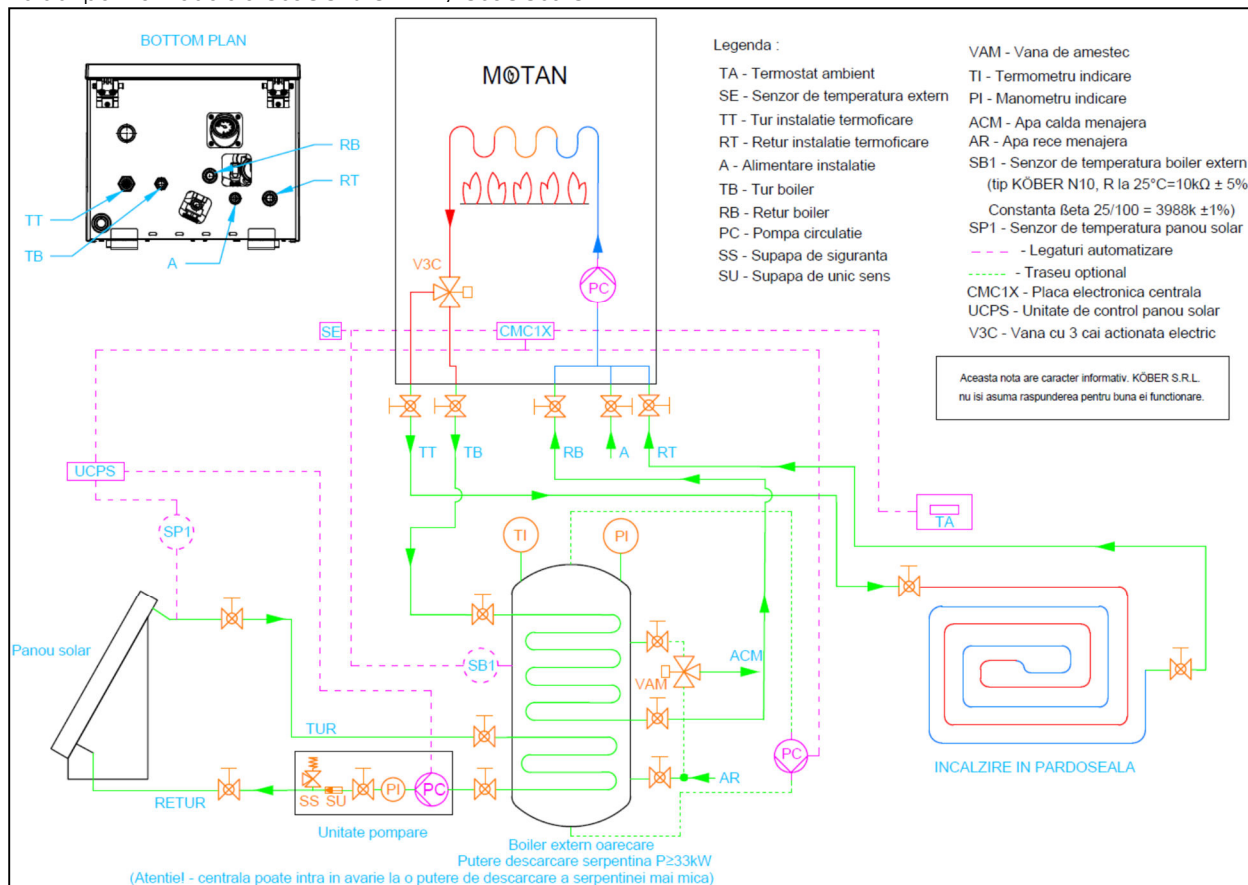 BOTTOM PLAN
RB
RT
TT
TB
A
MOTAN
V3C
PC
SE
CMC1X
TT
TB
RB
A
RT
Legenda :
TA - Termostat ambient
SE - Senzor de temperatura extern
TT - Tur instalatie termoficare
RT - Retur instalatie termoficare
A - Alimentare instalatie
TB - Tur boiler
RB - Retur boiler
PC - Pompa circulatie
SS - Supapa de siguranta
SU - Supapa de unic sens
VAM - Vana de amestec
TI - Termometru indicare
PI - Manometru indicare
ACM - Apa calda menajera
AR - Apa rece menajera
SB1 - Senzor de temperatura boiler extern
(tip KÖBER N10, R la 25°C=10kΩ ± 5%
Constanta ßeta 25/100 = 3988k ±1%)
SP1 - Senzor de temperatura panou solar
- Legaturi automatizare
- Traseu optional
CMC1X - Placa electronica centrala
UCPS - Unitate de control panou solar
V3C - Vana cu 3 cai actionata electric
Aceasta nota are caracter informativ. KÖBER S.R.L.
nu isi asuma raspunderea pentru buna ei functionare.
UCPS
SP1
TA
TI
PI
Panou solar
SB1
VAM
ACM
TUR
RETUR
SS
SU
PI
PC
Unitate pompare
AR
PC
INCALZIRE IN PARDOSEALA
Boiler extern oarecare
Putere descarcare serpentina P≥33kW
(Atentie! - centrala poate intra in avarie la o putere de descarcare a serpentinei mai mica)